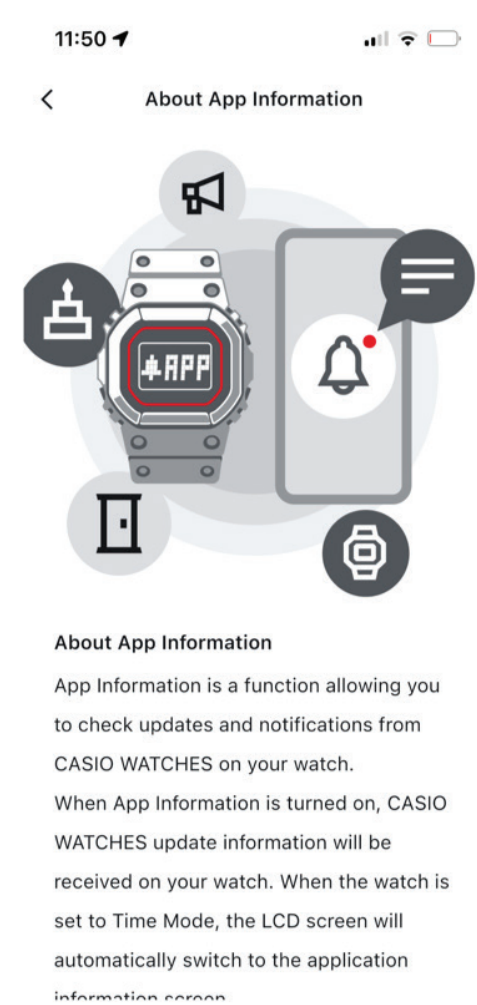 11:50
About App Information
APP
About App Information
App Information is a function allowing you
to check updates and notifications from
CASIO WATCHES on your watch.
When App Information is turned on, CASIO
WATCHES update information will be
received on your watch. When the watch is
set to Time Mode, the LCD screen will
automatically switch to the application
information screen